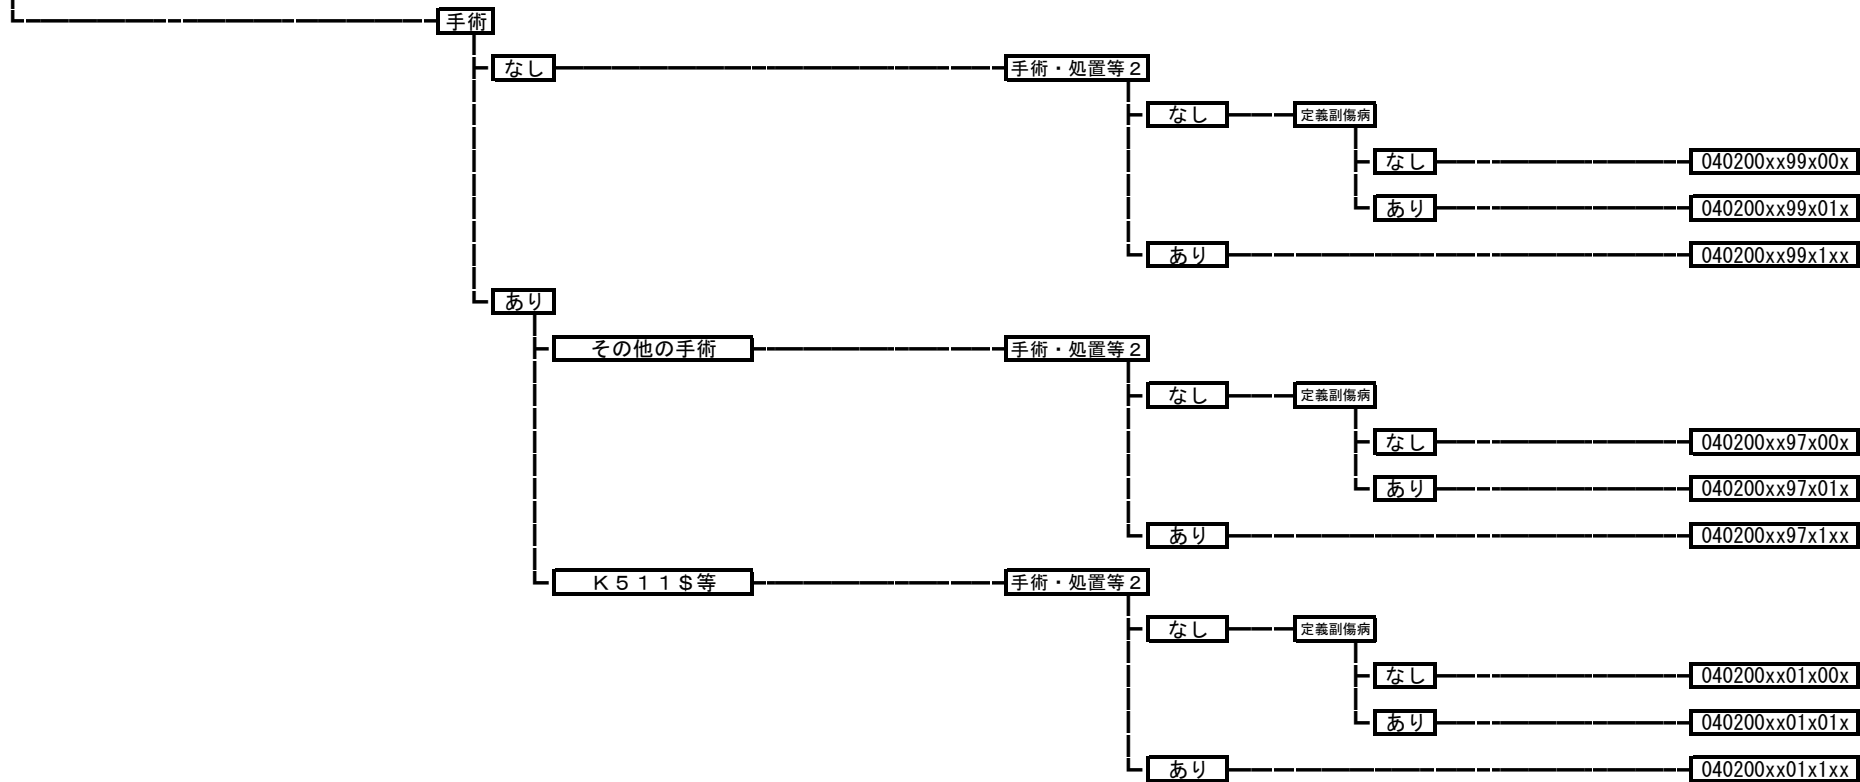 手術
なし 手術・処置等２
なし 定義副傷病
なし 040200xx99x00x
あり 040200xx99x01x
あり 040200xx99x1xx
あり
その他の手術 手術・処置等２
なし 定義副傷病
なし 040200xx97x00x
あり 040200xx97x01x
あり 040200xx97x1xx
Ｋ５１１＄等 手術・処置等２
なし 定義副傷病
なし 040200xx01x00x
あり 040200xx01x01x
あり 040200xx01x1xx